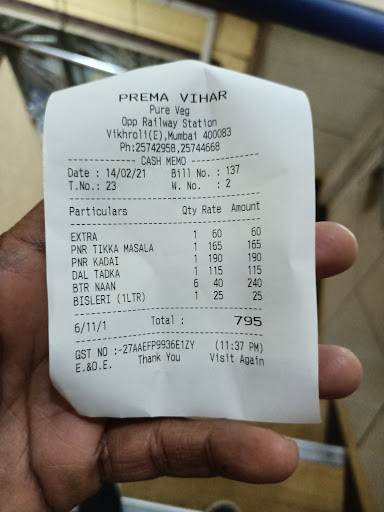 PREMA VIHAR
Pure Veg
Opp Railway Station
Vikhroli(E),Mumbai 400083
Ph:25742958,25744668
CASH MEMO
Date : 14/02/21 Bill No. : 137
T.No.: 23 W. No. : 2
Particulars Qty Rate Amount
EXTRA 1 60 60
PNR TIKKA MASALA 1 165 165
PNR KADAI 1 190 190
DAL TADKA 1 115 115
BTR NAAN 6 40 240
BISLERI (1LTR) 1 25 25
6/11/1 Total : 795
GST NO :-27AAEFP9936E1ZY (11:37 PM)
E.&O.E. Thank You Visit Again